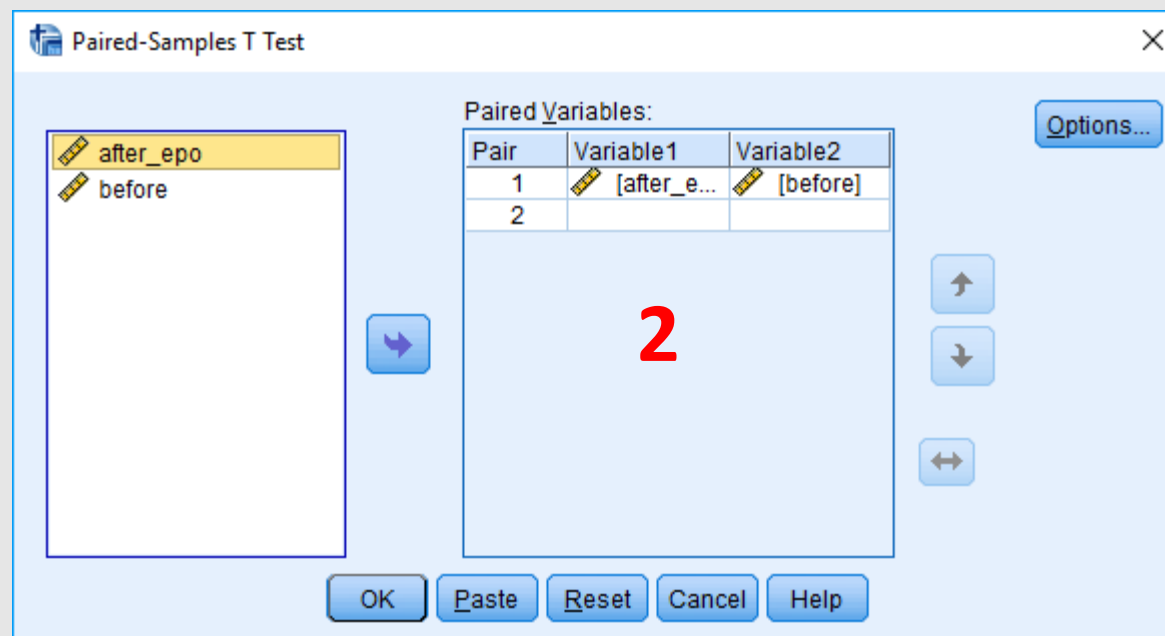 Paired-Samples T Test
Paired Variables:
Options...
after_epo
before
Pair Variable1 Variable2
1 [after_e... [before]
2
2
OK Paste Reset Cancel Help